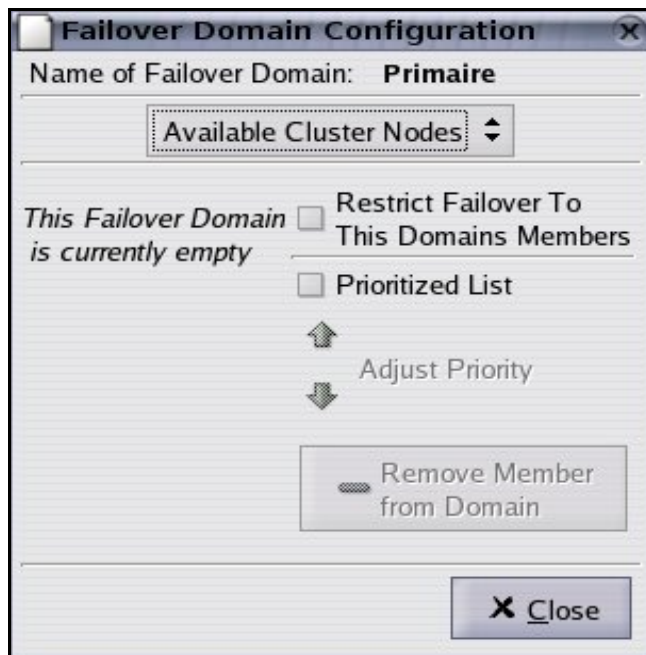 Failover Domain Configuration
Name of Failover Domain: Primaire
Available Cluster Nodes
This Failover Domain
is currently empty
Restrict Failover To
This Domains Members
Prioritized List
Adjust Priority
Remove Member
from Domain
Close